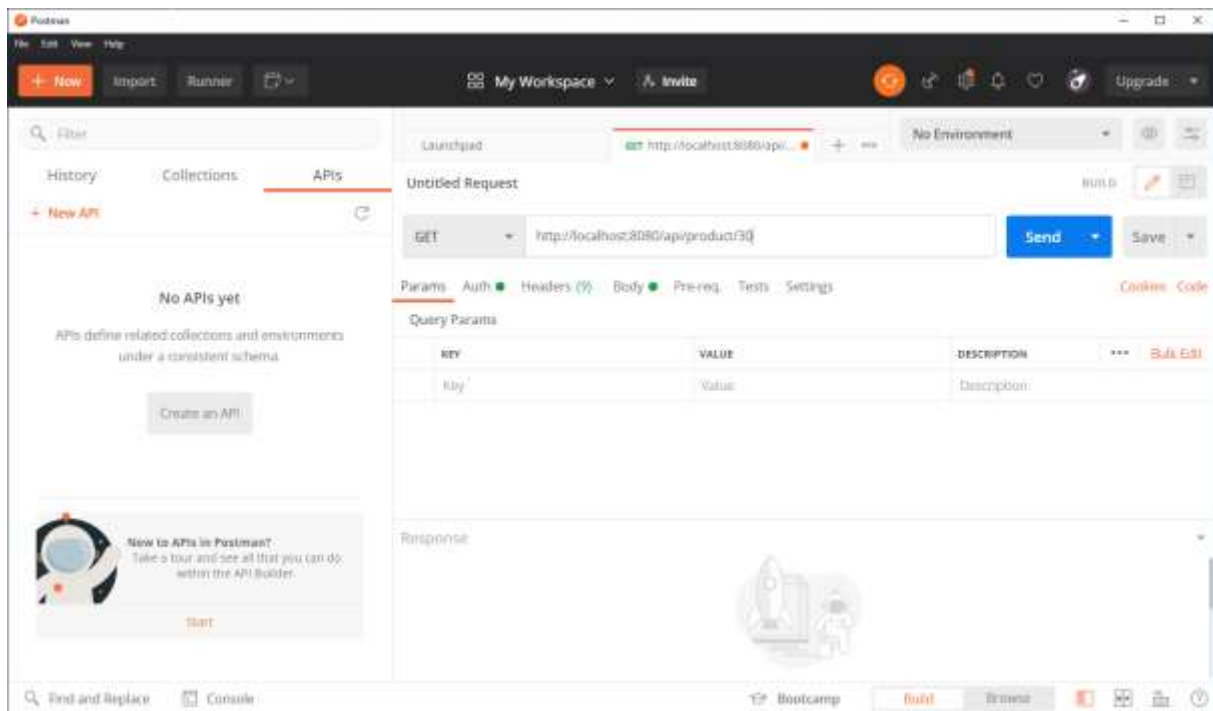 Postman
File Edit View Help
+ New Import Runner My Workspace Invite Upgrade
Filter
History Collections APIs
+ New API
No APIs yet
APIs define related collections and environments
under a consistent schema.
Create an API
New to APIs in Postman?
Take a tour and see all that you can do
within the API Builder.
Start
Launchpad GET http://localhost:8080/api/... + ••• No Environment
Untitled Request BUILD
GET http://localhost:8080/api/product/30 Send Save
Params Auth Headers (9) Body Pre-req. Tests Settings Cookies Code
Query Params
KEY VALUE DESCRIPTION ••• Bulk Edit
Key Value Description
Response
Find and Replace Console Bootcamp Build Browse